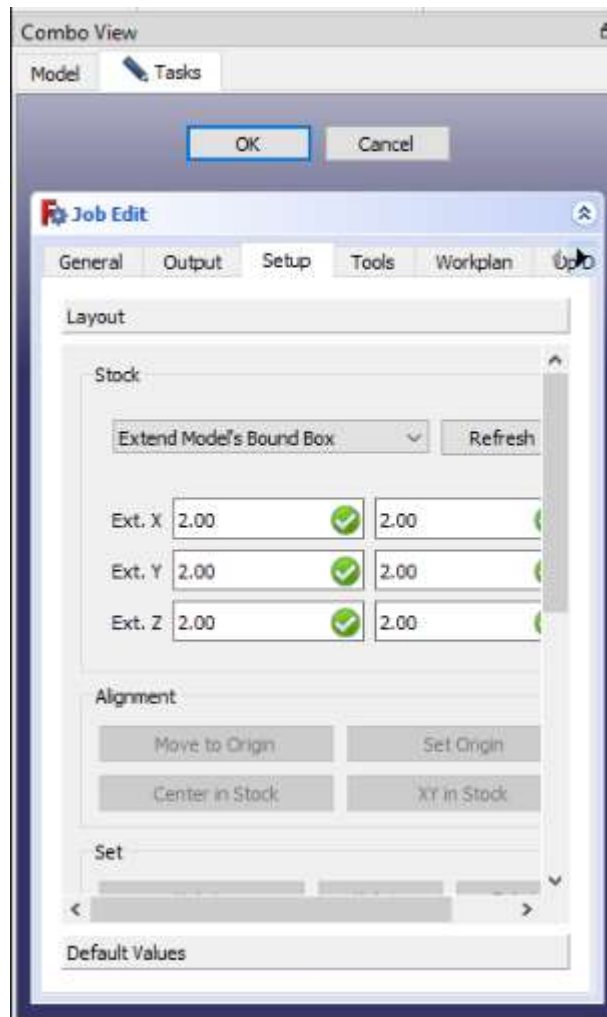 Combo View
Model Tasks
OK Cancel
Job Edit
General Output Setup Tools Workplan
Layout
Stock
Extend Model's Bound Box Refresh
Ext. X 2.00 2.00
Ext. Y 2.00 2.00
Ext. Z 2.00 2.00
Alignment
Move to Origin Set Origin
Center in Stock XY in Stock
Set
Default Values